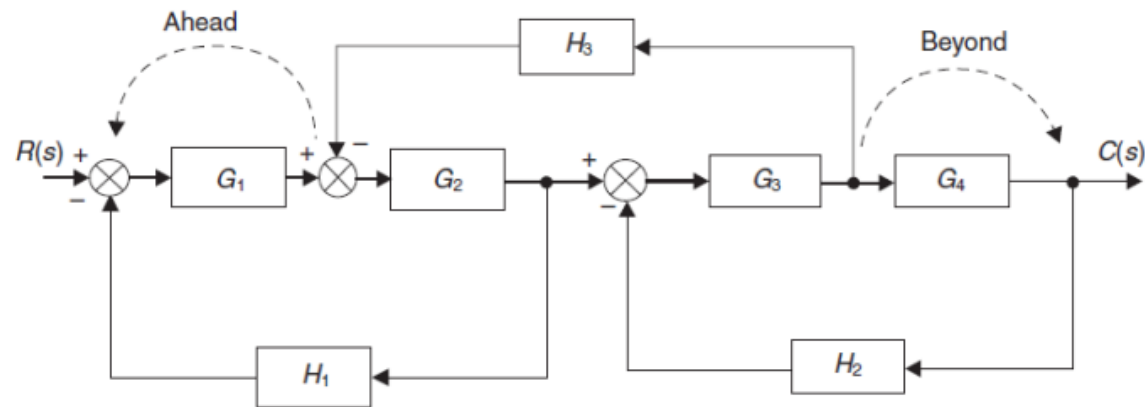 Ahead
H3
Beyond
R(s)
+
−
G1
+
−
G2
+
−
G3
G4
C(s)
H1
H2